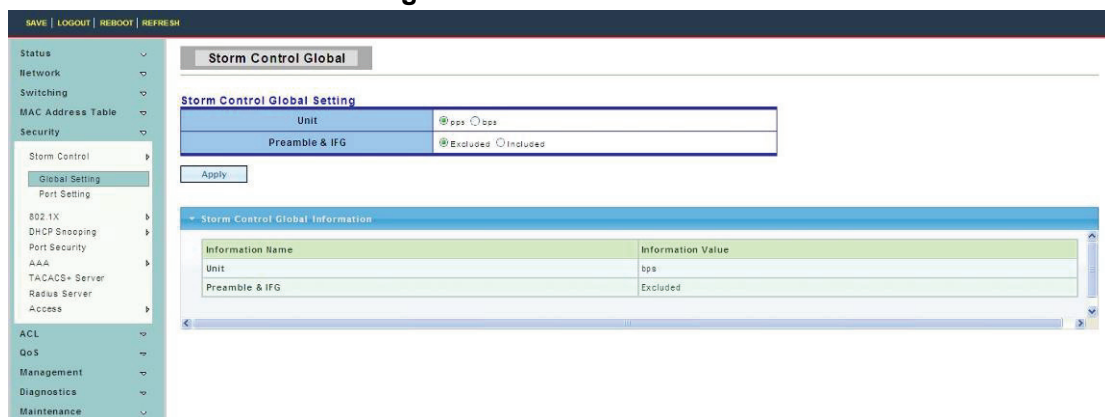 SAVE | LOGOUT | REBOOT | REFRESH
Status
Network
Switching
MAC Address Table
Security
Storm Control
Global Setting
Port Setting
802.1X
DHCP Snooping
Port Security
AAA
TACACS+ Server
Radius Server
Access
ACL
QoS
Management
Diagnostics
Maintenance
Storm Control Global
Storm Control Global Setting
Unit pps bps
Preamble & IFG Excluded Included
Apply
Storm Control Global Information
Information Name Information Value
Unit bps
Preamble & IFG Excluded